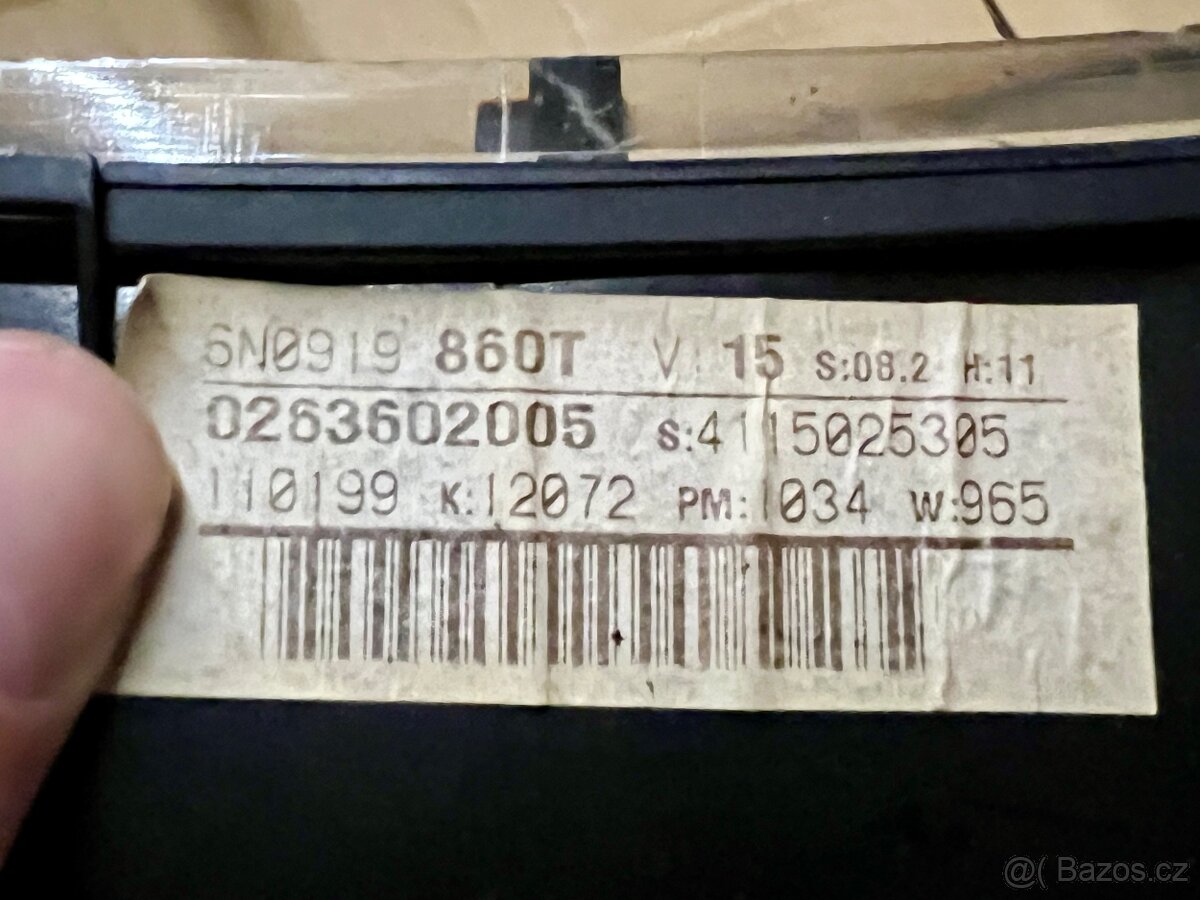 6N0919 860T V. 15 S:08.2 H:11
0263602005 S:4115025305
110199 K:12072 PM:1034 W:965
@( Bazos.cz